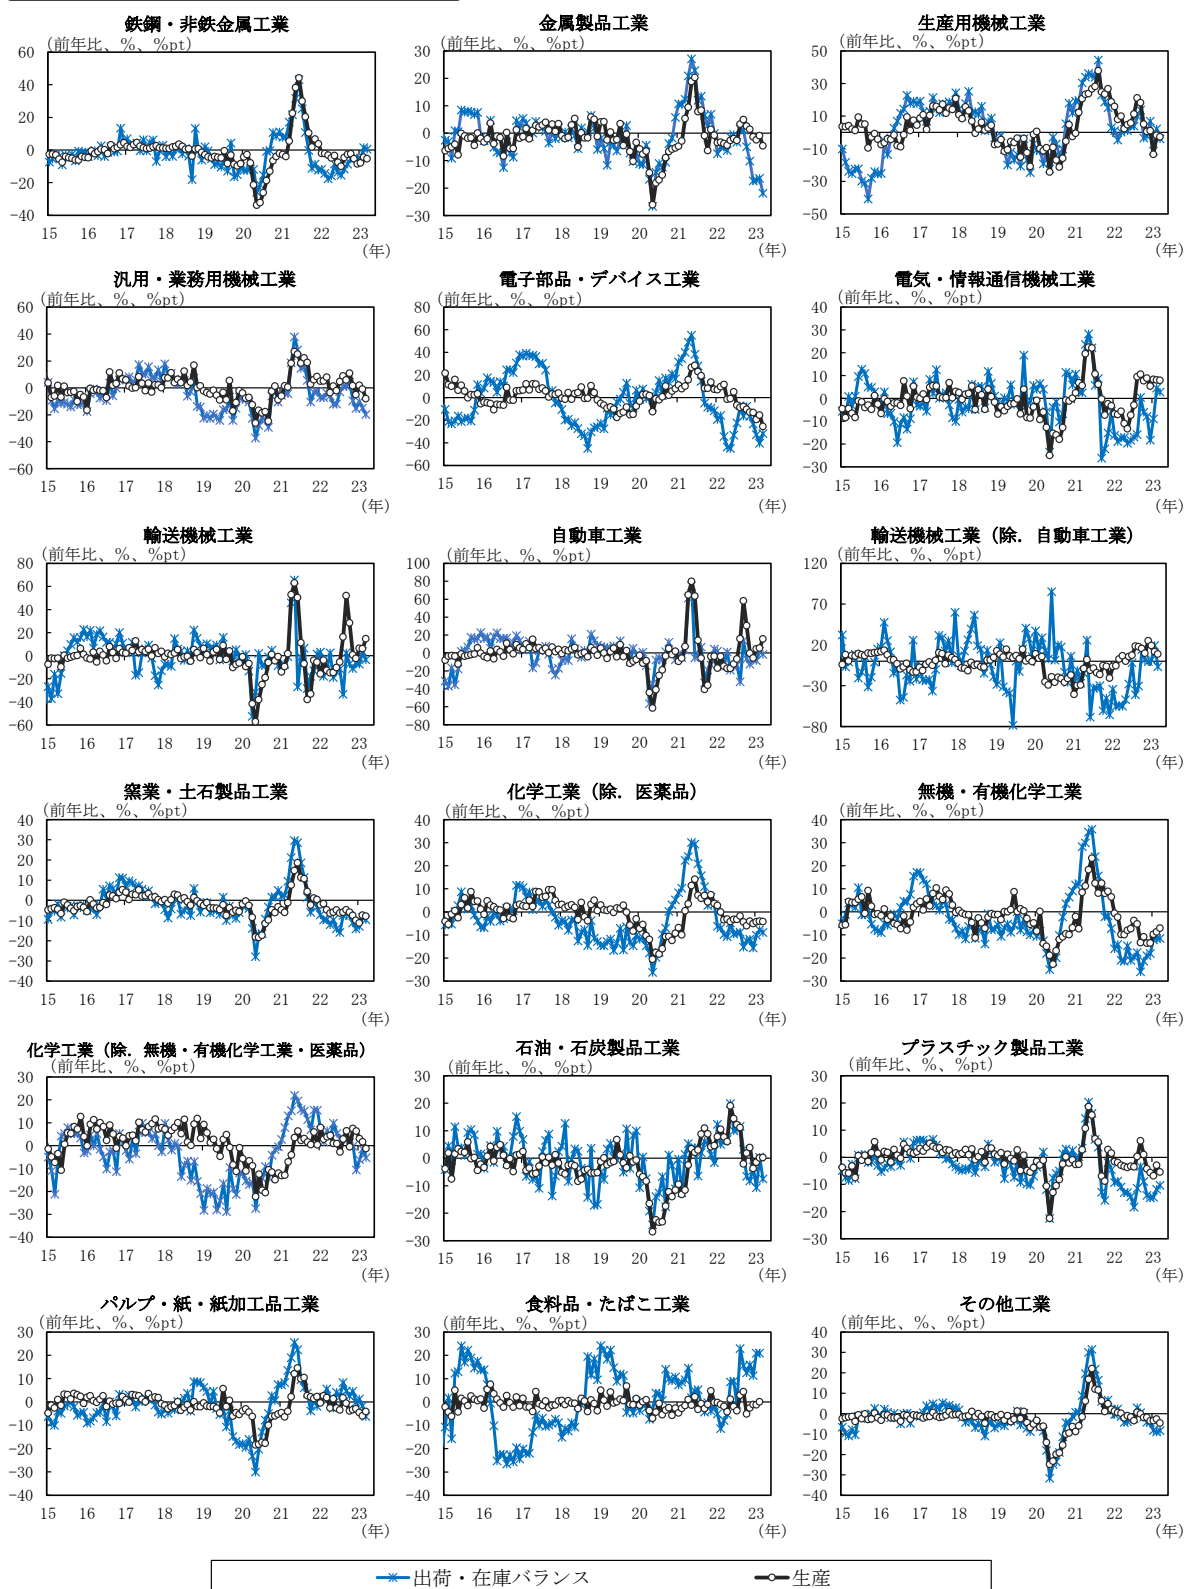 鉄鋼・非鉄金属工業
(前年比、%、%pt)
60
40
20
0
−20
−40
15 16 17 18 19 20 21 22 23
(年)
金属製品工業
(前年比、%、%pt)
30
20
10
0
−10
−20
−30
15 16 17 18 19 20 21 22 23
(年)
生産用機械工業
(前年比、%、%pt)
50
30
10
−10
−30
−50
15 16 17 18 19 20 21 22 23
(年)
汎用・業務用機械工業
(前年比、%、%pt)
60
40
20
0
−20
−40
−60
15 16 17 18 19 20 21 22 23
(年)
電子部品・デバイス工業
(前年比、%、%pt)
80
60
40
20
0
−20
−40
−60
15 16 17 18 19 20 21 22 23
(年)
電気・情報通信機械工業
(前年比、%、%pt)
40
30
20
10
0
−10
−20
−30
15 16 17 18 19 20 21 22 23
(年)
輸送機械工業
(前年比、%、%pt)
80
60
40
20
0
−20
−40
−60
15 16 17 18 19 20 21 22 23
(年)
自動車工業
(前年比、%、%pt)
100
80
60
40
20
0
−20
−40
−60
−80
15 16 17 18 19 20 21 22 23
(年)
輸送機械工業（除．自動車工業）
(前年比、%、%pt)
120
70
20
−30
−80
15 16 17 18 19 20 21 22 23
(年)
窯業・土石製品工業
(前年比、%、%pt)
40
30
20
10
0
−10
−20
−30
−40
15 16 17 18 19 20 21 22 23
(年)
化学工業（除．医薬品）
(前年比、%、%pt)
40
30
20
10
0
−10
−20
−30
15 16 17 18 19 20 21 22 23
(年)
無機・有機化学工業
(前年比、%、%pt)
40
30
20
10
0
−10
−20
−30
15 16 17 18 19 20 21 22 23
(年)
化学工業（除．無機・有機化学工業・医薬品）
(前年比、%、%pt)
30
20
10
0
−10
−20
−30
−40
15 16 17 18 19 20 21 22 23
(年)
石油・石炭製品工業
(前年比、%、%pt)
30
20
10
0
−10
−20
−30
15 16 17 18 19 20 21 22 23
(年)
プラスチック製品工業
(前年比、%、%pt)
30
20
10
0
−10
−20
−30
15 16 17 18 19 20 21 22 23
(年)
パルプ・紙・紙加工品工業
(前年比、%、%pt)
30
20
10
0
−10
−20
−30
−40
15 16 17 18 19 20 21 22 23
(年)
食料品・たばこ工業
(前年比、%、%pt)
30
20
10
0
−10
−20
−30
−40
15 16 17 18 19 20 21 22 23
(年)
その他工業
(前年比、%、%pt)
40
30
20
10
0
−10
−20
−30
−40
15 16 17 18 19 20 21 22 23
(年)
出荷・在庫バランス
生産